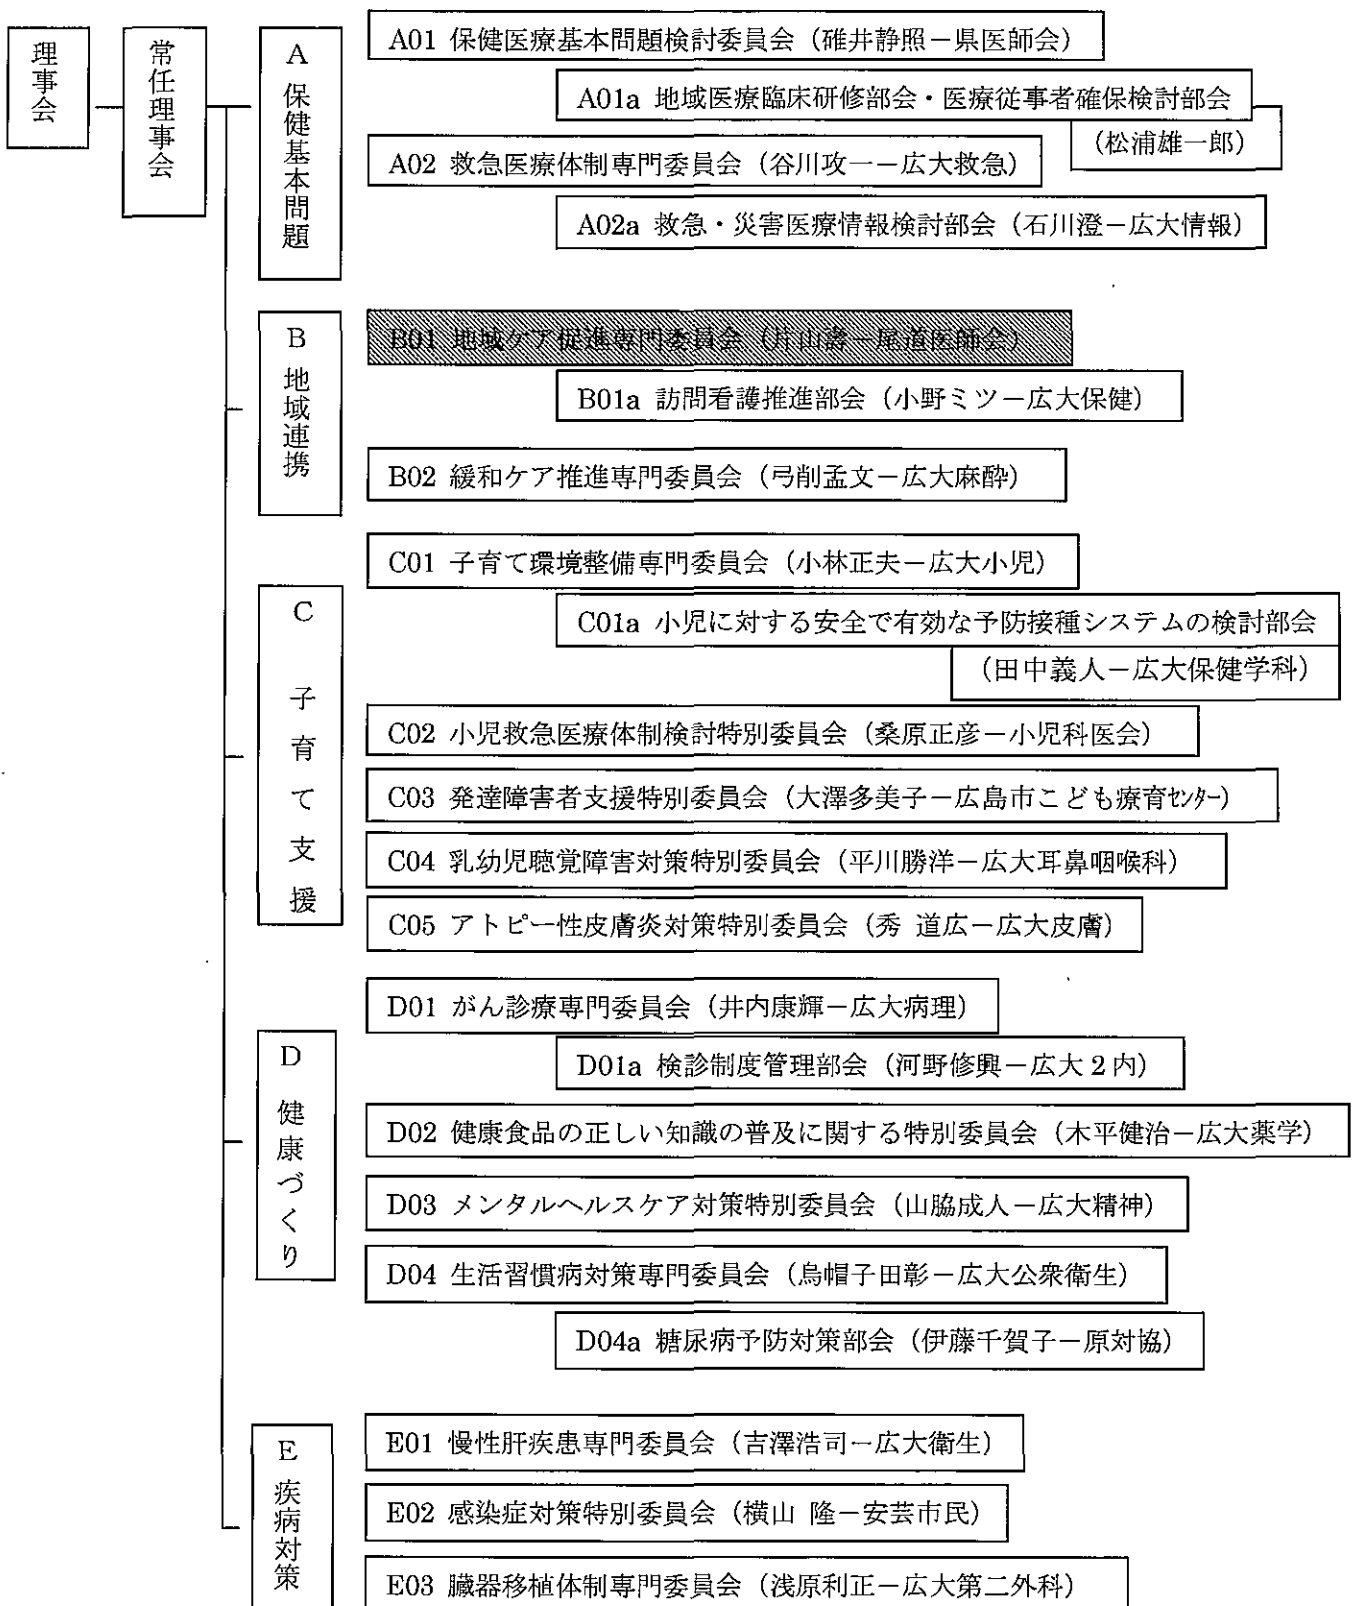 理事会
常任理事会
A 保健基本問題
A01 保健医療基本問題検討委員会（碓井静照－県医師会）
A01a 地域医療臨床研修部会・医療従事者確保検討部会
（松浦雄一郎）
A02 救急医療体制専門委員会（谷川攻一－広大救急）
A02a 救急・災害医療情報検討部会（石川澄－広大情報）
B 地域連携
B01 地域ケア促進専門委員会（片山壽－尾道医師会）
B01a 訪問看護推進部会（小野ミツ－広大保健）
B02 緩和ケア推進専門委員会（弓削孟文－広大麻酔）
C 子育て支援
C01 子育て環境整備専門委員会（小林正夫－広大小児）
C01a 小児に対する安全で有効な予防接種システムの検討部会
（田中義人－広大保健学科）
C02 小児救急医療体制検討特別委員会（桑原正彦－小児科医会）
C03 発達障害者支援特別委員会（大澤多美子－広島市こども療育ｾﾝﾀｰ）
C04 乳幼児聴覚障害対策特別委員会（平川勝洋－広大耳鼻咽喉科）
C05 アトピー性皮膚炎対策特別委員会（秀 道広－広大皮膚）
D 健康づくり
D01 がん診療専門委員会（井内康輝－広大病理）
D01a 検診制度管理部会（河野修興－広大２内）
D02 健康食品の正しい知識の普及に関する特別委員会（木平健治－広大薬学）
D03 メンタルヘルスケア対策特別委員会（山脇成人－広大精神）
D04 生活習慣病対策専門委員会（烏帽子田彰－広大公衆衛生）
D04a 糖尿病予防対策部会（伊藤千賀子－原対協）
E 疾病対策
E01 慢性肝疾患専門委員会（吉澤浩司－広大衛生）
E02 感染症対策特別委員会（横山 隆－安芸市民）
E03 臓器移植体制専門委員会（浅原利正－広大第二外科）